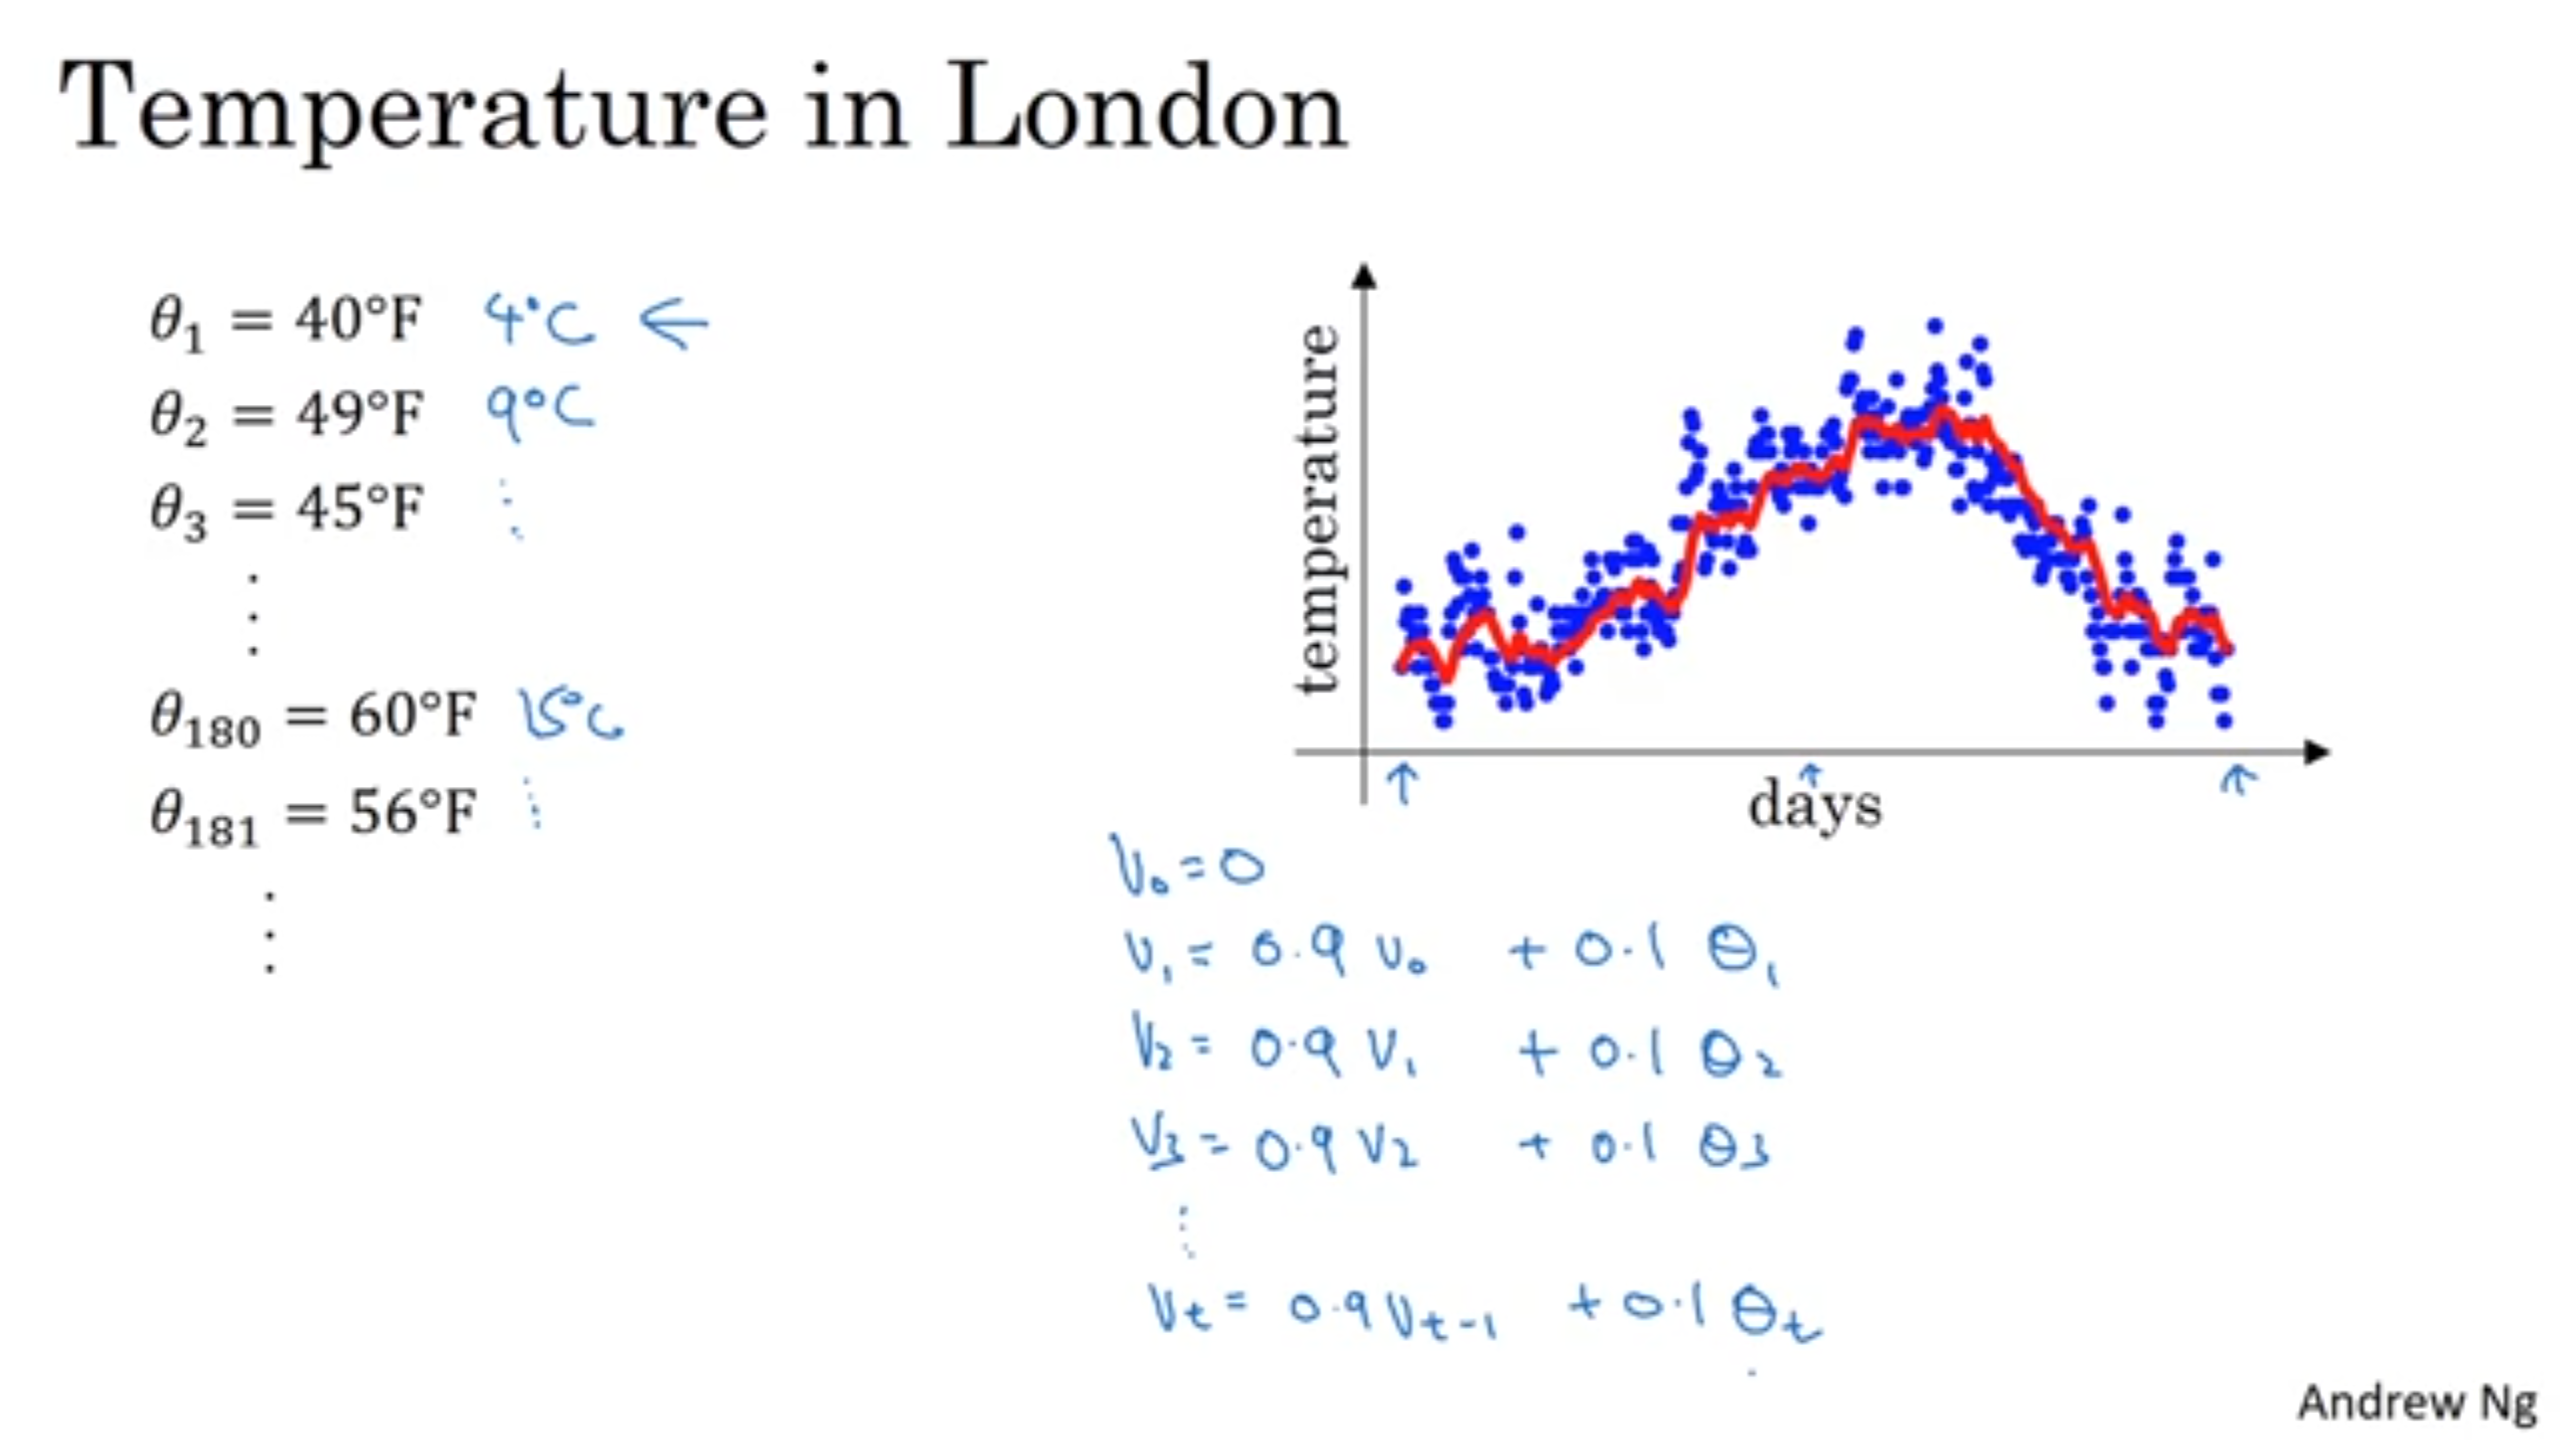 Temperature in London
θ₁ = 40°F 4°C ←
θ₂ = 49°F 9°C
θ₃ = 45°F
⋮
θ₁₈₀ = 60°F 15°C
θ₁₈₁ = 56°F ⋮
⋮
temperature
days
V₀ = 0
V₁ = 0.9 V₀ + 0.1 θ₁
V₂ = 0.9 V₁ + 0.1 θ₂
V₃ = 0.9 V₂ + 0.1 θ₃
⋮
Vₜ = 0.9 Vₜ₋₁ + 0.1 θₜ
Andrew Ng